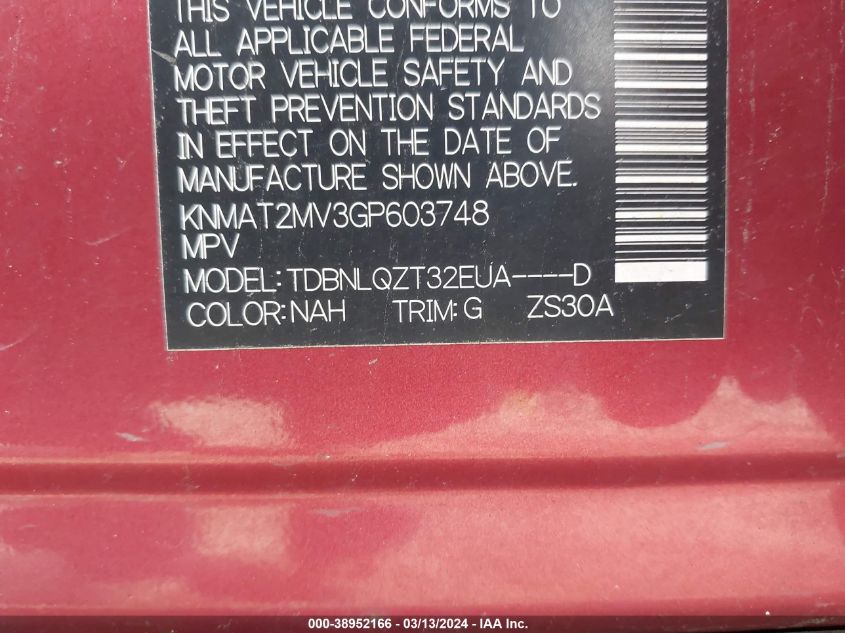 THIS VEHICLE CONFORMS TO
ALL APPLICABLE FEDERAL
MOTOR VEHICLE SAFETY AND
THEFT PREVENTION STANDARDS
IN EFFECT ON THE DATE OF
MANUFACTURE SHOWN ABOVE.
KNMAT2MV3GP603748
MPV
MODEL: TDBNLQZT32EUA----D
COLOR: NAH TRIM: G ZS30A
000-38952166 - 03/13/2024 - IAA Inc.